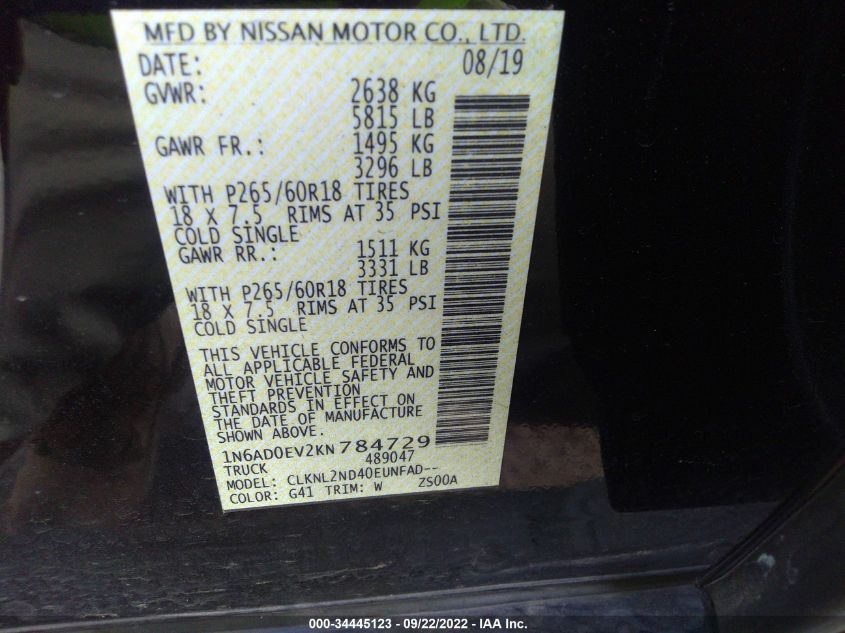 MFD BY NISSAN MOTOR CO., LTD.
DATE: 08/19
GVWR: 2638 KG
5815 LB
GAWR FR.: 1495 KG
3296 LB
WITH P265/60R18 TIRES
18 X 7.5 RIMS AT 35 PSI
COLD SINGLE
GAWR RR.: 1511 KG
3331 LB
WITH P265/60R18 TIRES
18 X 7.5 RIMS AT 35 PSI
COLD SINGLE
THIS VEHICLE CONFORMS TO
ALL APPLICABLE FEDERAL
MOTOR VEHICLE SAFETY AND
THEFT PREVENTION
STANDARDS IN EFFECT ON
THE DATE OF MANUFACTURE
SHOWN ABOVE.
1N6AD0EV2KN784729
TRUCK 489047
MODEL: CLKNL2ND40EUNFAD--
COLOR: G41 TRIM: W ZS00A
000-34445123 - 09/22/2022 - IAA Inc.